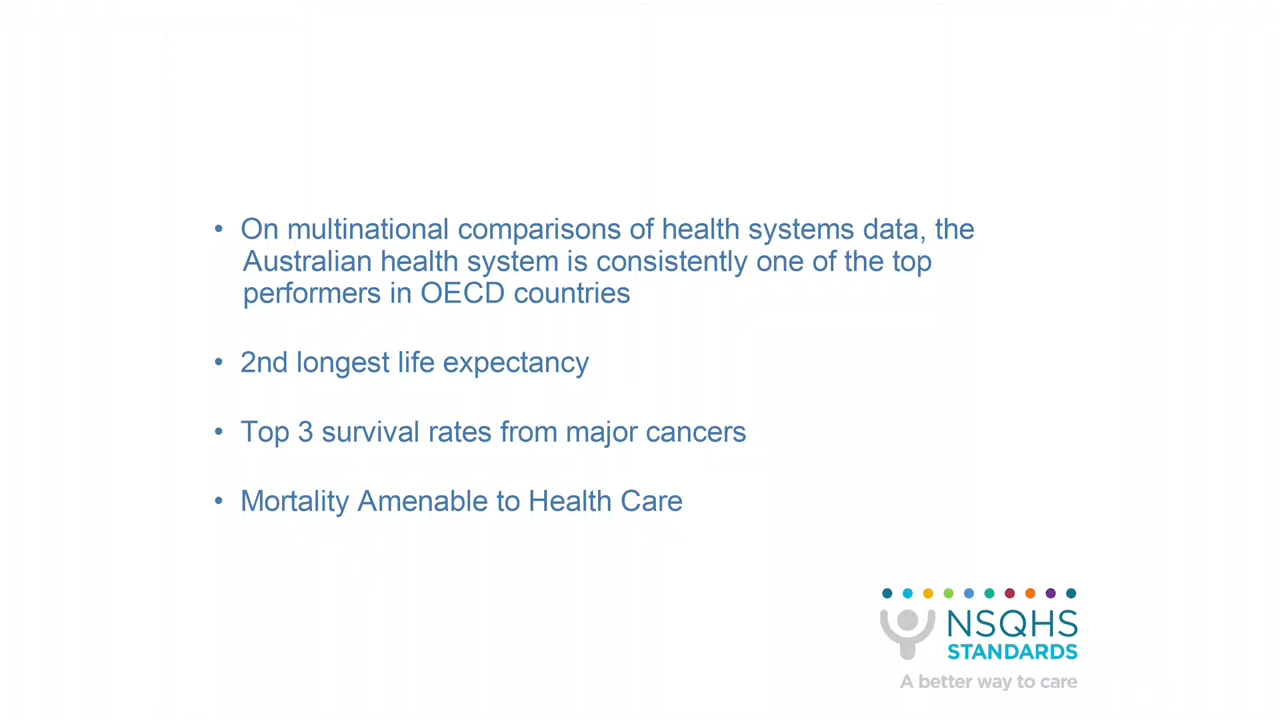 • On multinational comparisons of health systems data, the
Australian health system is consistently one of the top
performers in OECD countries
• 2nd longest life expectancy
• Top 3 survival rates from major cancers
• Mortality Amenable to Health Care
NSQHS
STANDARDS
A better way to care